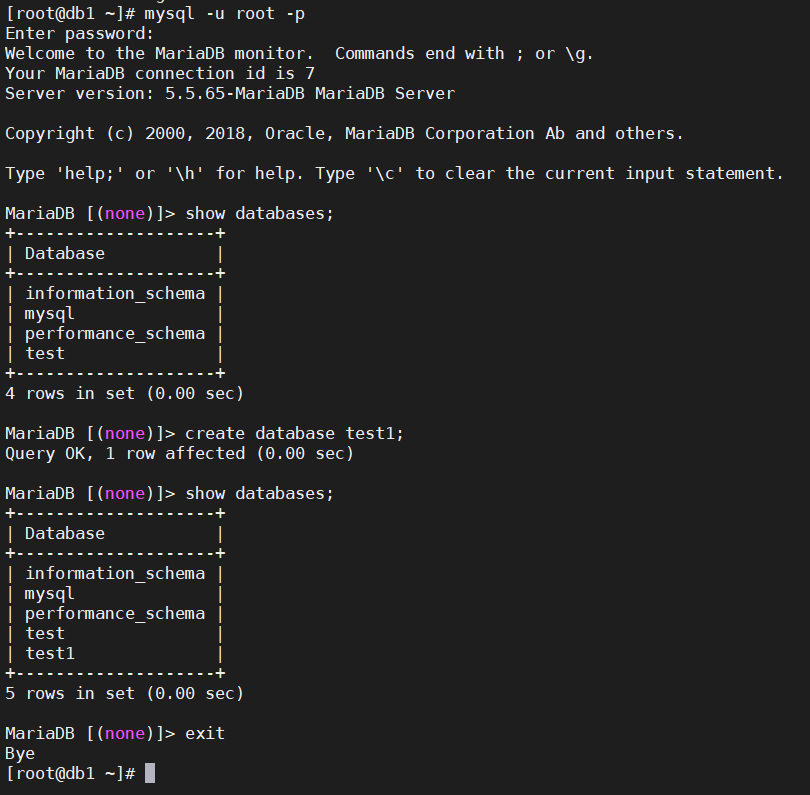 [root@db1 ~]# mysql -u root -p
Enter password:
Welcome to the MariaDB monitor.  Commands end with ; or \g.
Your MariaDB connection id is 7
Server version: 5.5.65-MariaDB MariaDB Server

Copyright (c) 2000, 2018, Oracle, MariaDB Corporation Ab and others.

Type 'help;' or '\h' for help. Type '\c' to clear the current input statement.

MariaDB [(none)]> show databases;
+--------------------+
| Database           |
+--------------------+
| information_schema |
| mysql              |
| performance_schema |
| test               |
+--------------------+
4 rows in set (0.00 sec)

MariaDB [(none)]> create database test1;
Query OK, 1 row affected (0.00 sec)

MariaDB [(none)]> show databases;
+--------------------+
| Database           |
+--------------------+
| information_schema |
| mysql              |
| performance_schema |
| test               |
| test1              |
+--------------------+
5 rows in set (0.00 sec)

MariaDB [(none)]> exit
Bye
[root@db1 ~]#